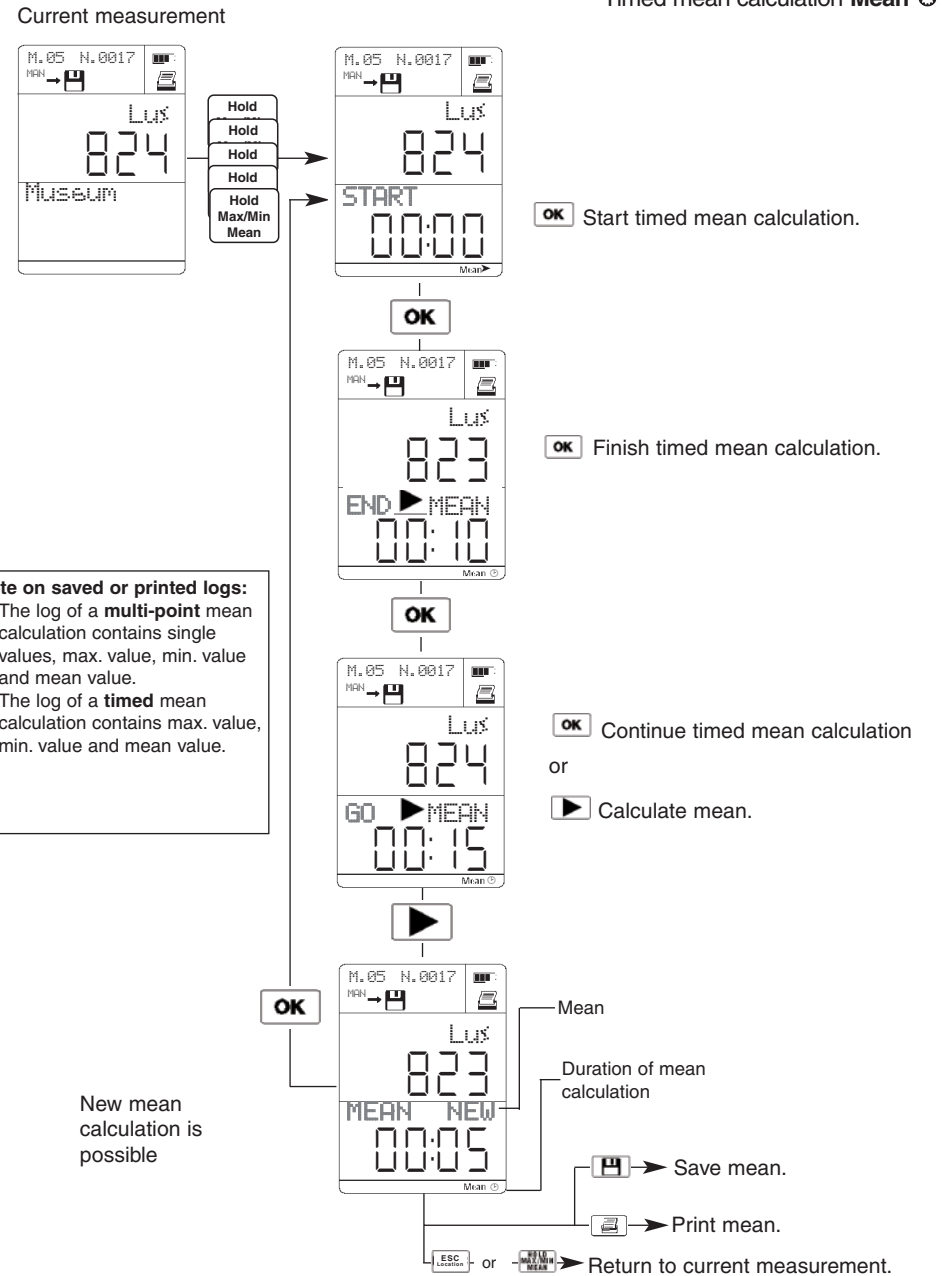 Timed mean calculation Mean
Current measurement
M.05 N.0017
MAN
Lux
824
Museum
Hold
Hold
Hold
Hold
Hold
Max/Min
Mean
M.05 N.0017
MAN
Lux
824
START
00:00
Mean
OK Start timed mean calculation.
OK
M.05 N.0017
MAN
Lux
823
END MEAN
00:10
Mean
OK Finish timed mean calculation.
OK
te on saved or printed logs:
The log of a multi-point mean
calculation contains single
values, max. value, min. value
and mean value.
The log of a timed mean
calculation contains max. value,
min. value and mean value.
M.05 N.0017
MAN
Lux
824
GO MEAN
00:15
Mean
OK Continue timed mean calculation
or
Calculate mean.
OK
M.05 N.0017
MAN
Lux
823
MEAN NEW
00:05
Mean
Mean
Duration of mean
calculation
New mean
calculation is
possible
Save mean.
Print mean.
ESC Location or HOLD MAX/MIN MEAN Return to current measurement.